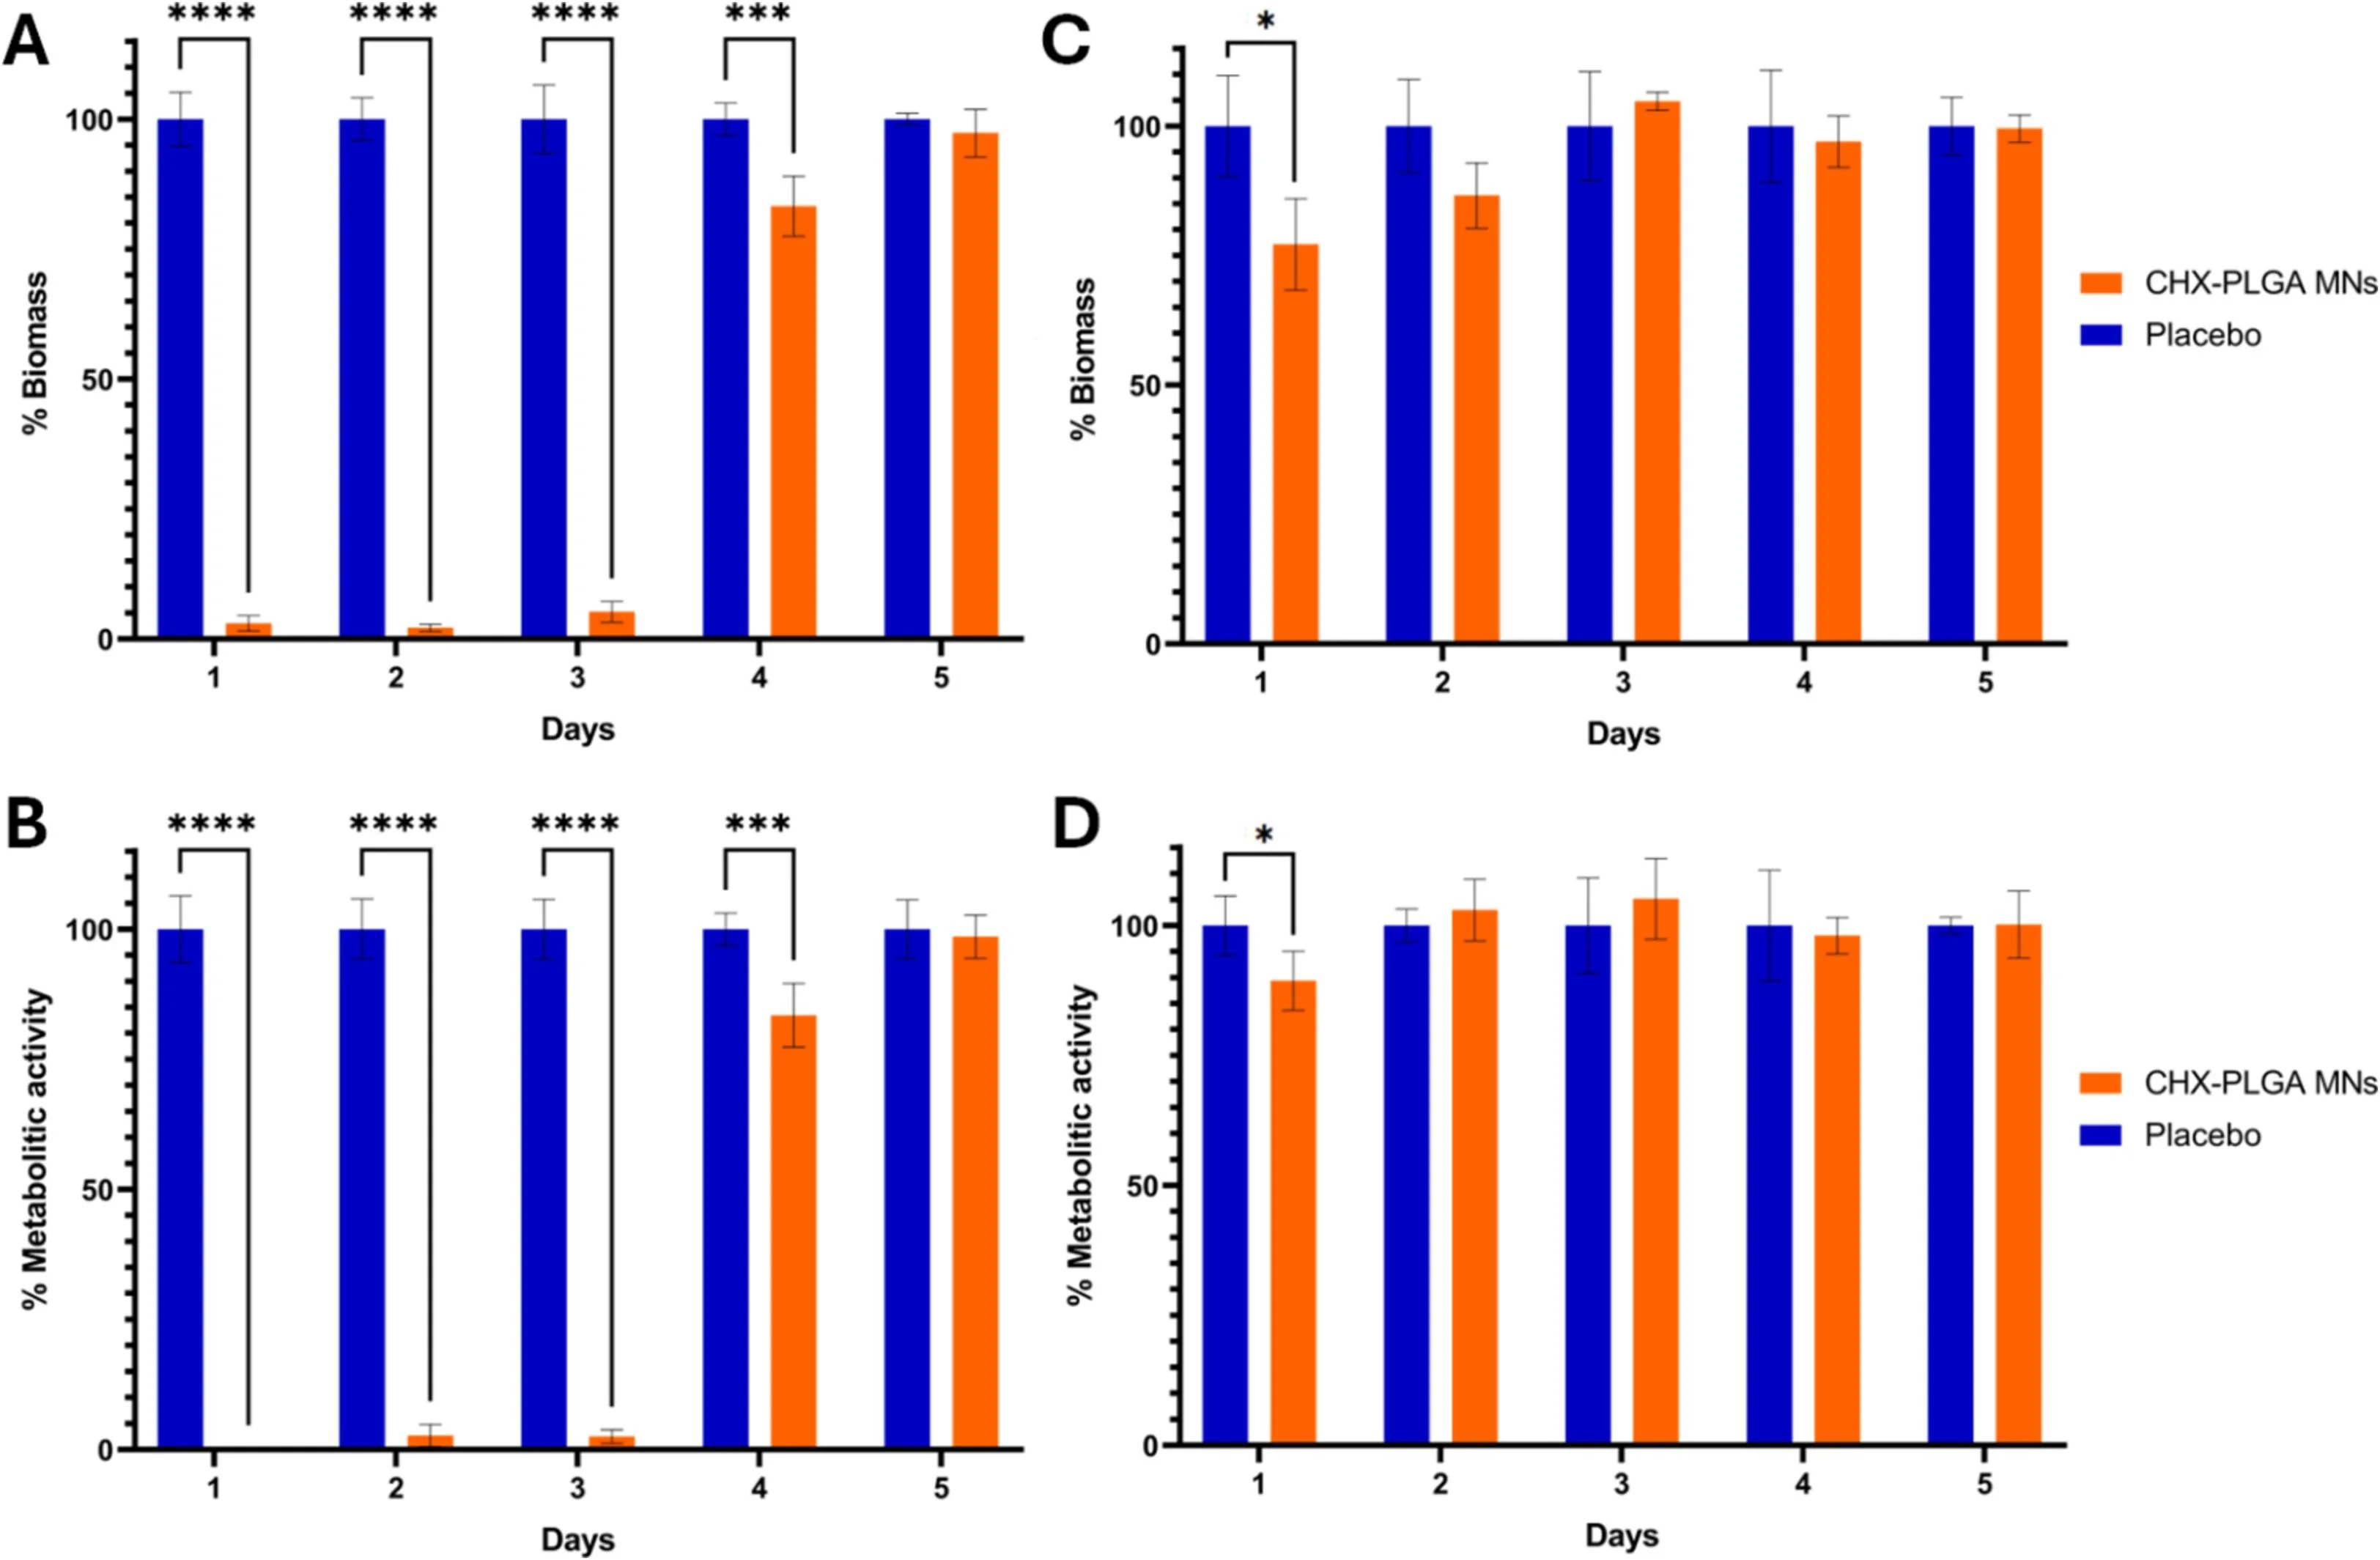 A
**** **** **** ***
100
50
0
% Biomass
1 2 3 4 5
Days
C
*
100
50
0
% Biomass
1 2 3 4 5
Days
CHX-PLGA MNs
Placebo
B
**** **** **** ***
100
50
0
% Metabolitic activity
1 2 3 4 5
Days
D
*
100
50
0
% Metabolitic activity
1 2 3 4 5
Days
CHX-PLGA MNs
Placebo